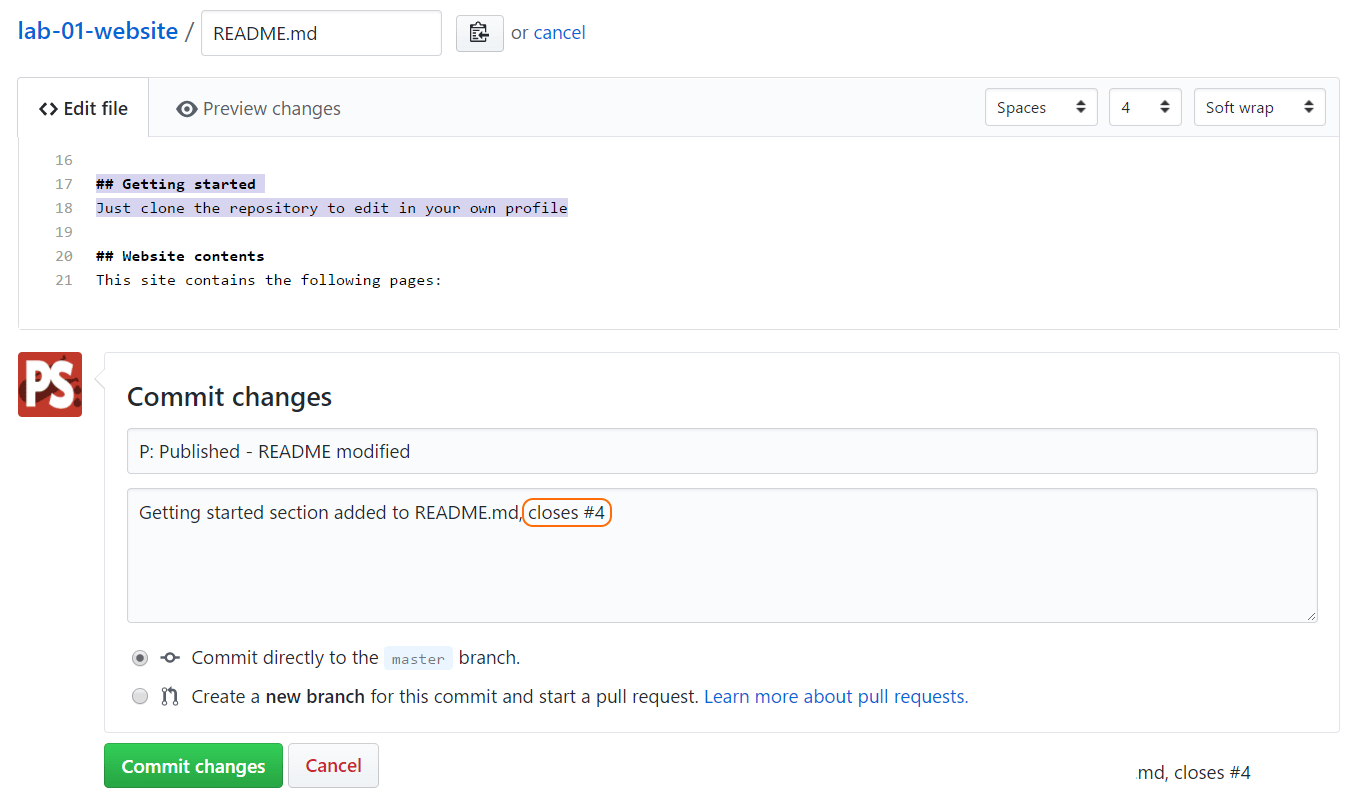 lab-01-website / README.md or cancel
Edit file Preview changes Spaces 4 Soft wrap
16
17 ## Getting started
18 Just clone the repository to edit in your own profile
19
20 ## Website contents
21 This site contains the following pages:
PS
Commit changes
P: Published - README modified
Getting started section added to README.md, closes #4
Commit directly to the master branch.
Create a new branch for this commit and start a pull request. Learn more about pull requests.
Commit changes Cancel
.md, closes #4